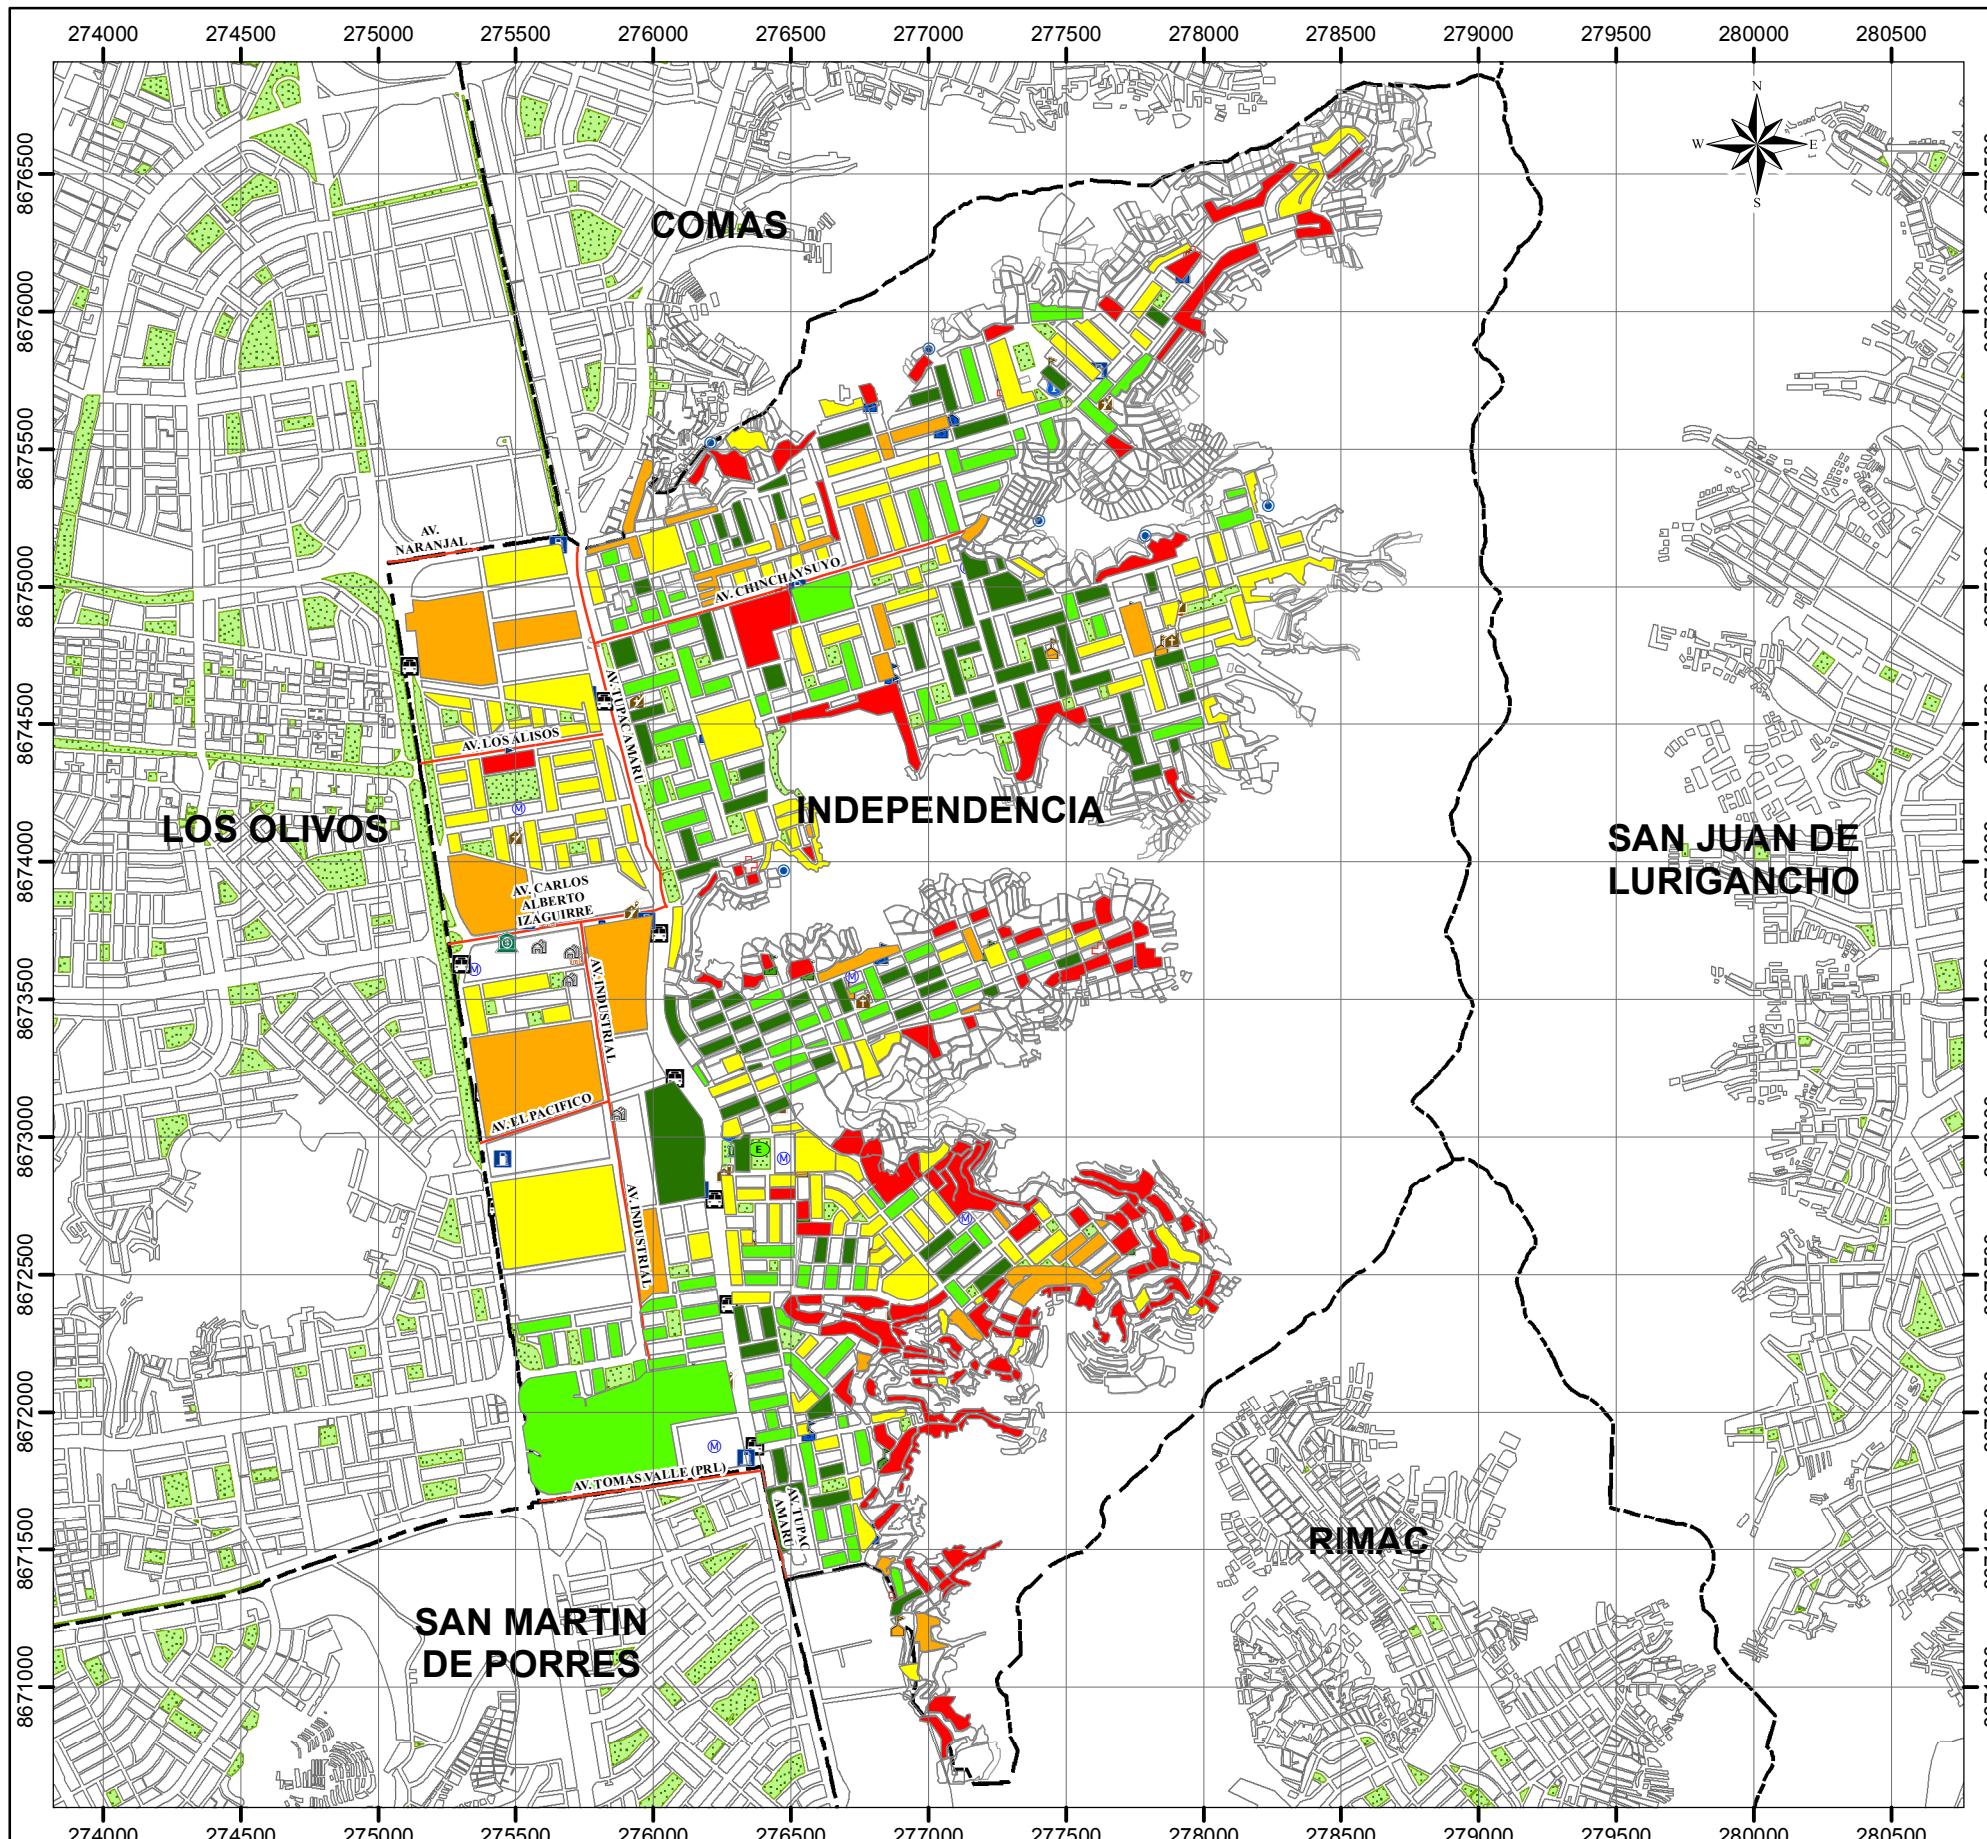 274000 274500 275000 275500 276000 276500 277000 277500 278000 278500 279000 279500 280000 280500
N
W E
S
8676500
8676000
8675500
8675000
8674500
8674000
8673500
8673000
8672500
8672000
8671500
8671000
COMAS
AV.
NARANJAL
AV. CHINCHAYSUYO
AV. TUPAC AMARU
AV. LOS ALISOS
INDEPENDENCIA
LOS OLIVOS
SAN JUAN DE
LURIGANCHO
AV. CARLOS
ALBERTO
IZAGUIRRE
AV. INDUSTRIAL
AV. EL PACIFICO
AV. INDUSTRIAL
AV. TOMAS VALLE (PRL)
AV. TUPAC
AMARU
RIMAC
SAN MARTIN
DE PORRES
274000 274500 275000 275500 276000 276500 277000 277500 278000 278500 279000 279500 280000 280500